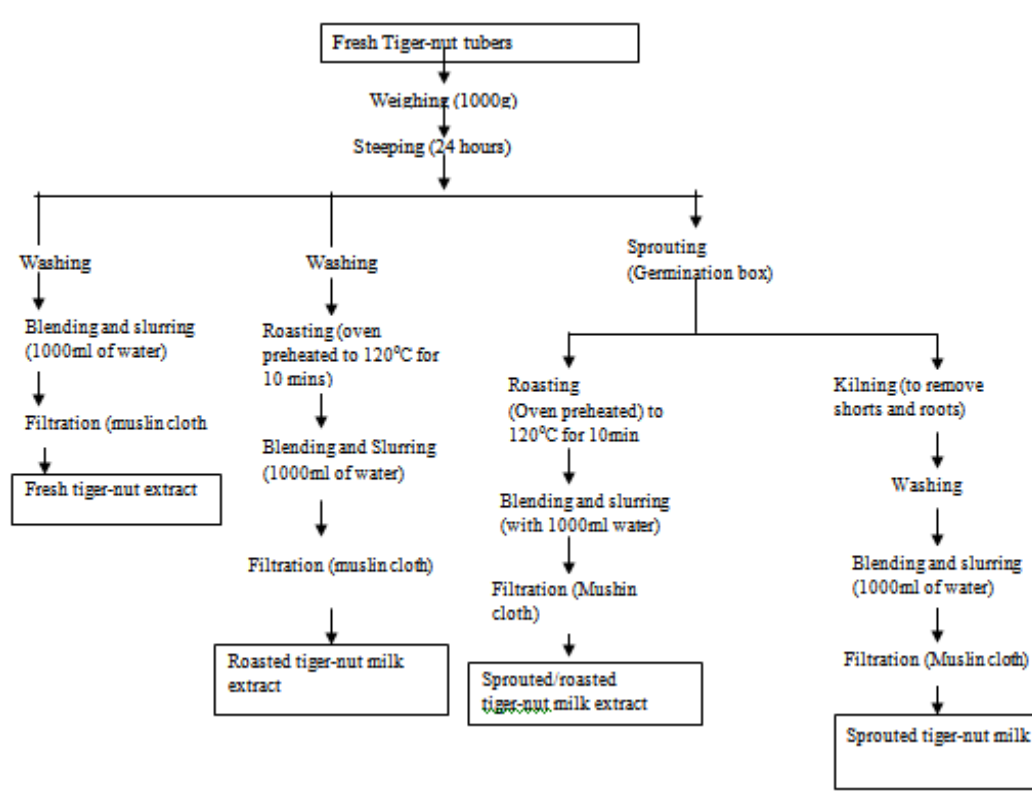 Fresh Tiger-nut tubers
Weighing (1000g)
Steeping (24 hours)
Washing
Blending and slurring
(1000ml of water)
Filtration (muslin cloth
Fresh tiger-nut extract
Washing
Roasting (oven
preheated to 120⁰C for
10 mins)
Blending and Slurring
(1000ml of water)
Filtration (muslin cloth)
Roasted tiger-nut milk
extract
Sprouting
(Germination box)
Roasting
(Oven preheated) to
120⁰C for 10min
Blending and slurring
(with 1000ml water)
Filtration (Mushin
cloth)
Sprouted/roasted
tiger-nut milk extract
Kilning (to remove
shorts and roots)
Washing
Blending and slurring
(1000ml of water)
Filtration (Muslin cloth)
Sprouted tiger-nut milk